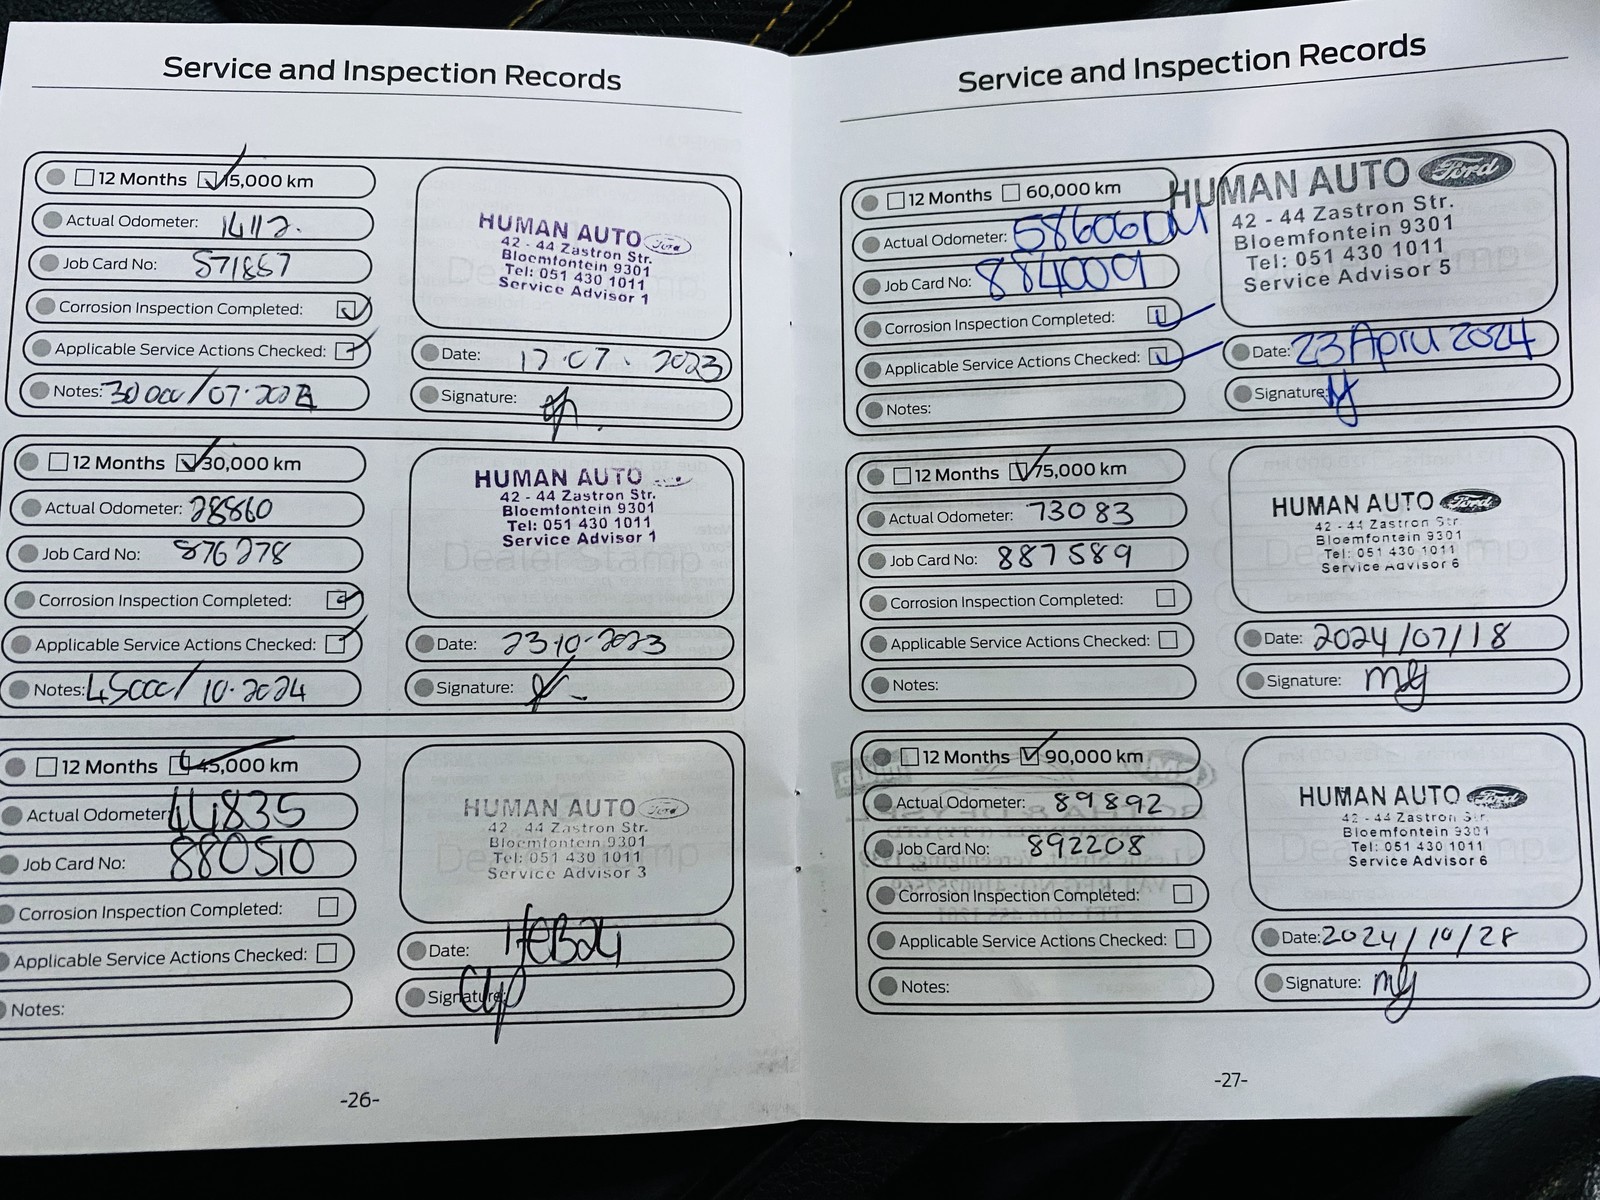 Service and Inspection Records
12 Months 15,000 km
Actual Odometer: 14112.
Job Card No: 571857
Corrosion Inspection Completed:
Applicable Service Actions Checked:
Notes: 30000/07.2024
HUMAN AUTO Ford
42 - 44 Zastron Str.
Bloemfontein 9301
Tel: 051 430 1011
Service Advisor 1
Date: 17.07.2023
Signature:
12 Months 30,000 km
Actual Odometer: 28860
Job Card No: 876278
Corrosion Inspection Completed:
Applicable Service Actions Checked:
Notes: 45000/10.2024
HUMAN AUTO
42 - 44 Zastron Str.
Bloemfontein 9301
Tel: 051 430 1011
Service Advisor 1
Date: 23.10.2023
Signature:
12 Months 45,000 km
Actual Odometer: 44835
Job Card No: 880510
Corrosion Inspection Completed:
Applicable Service Actions Checked:
Notes:
HUMAN AUTO Ford
42 - 44 Zastron Str.
Bloemfontein 9301
Tel: 051 430 1011
Service Advisor 3
Date:
Signature:
-26-
Service and Inspection Records
12 Months 60,000 km
Actual Odometer: 58606
Job Card No: 884009
Corrosion Inspection Completed:
Applicable Service Actions Checked:
Notes:
HUMAN AUTO Ford
42 - 44 Zastron Str.
Bloemfontein 9301
Tel: 051 430 1011
Service Advisor 5
Date: 23 April 2024
Signature:
12 Months 75,000 km
Actual Odometer: 73083
Job Card No: 887589
Corrosion Inspection Completed:
Applicable Service Actions Checked:
Notes:
HUMAN AUTO Ford
42 - 44 Zastron Str
Bloemfontein 9301
Tel: 051 430 1011
Service Advisor 6
Date: 2024/07/18
Signature:
12 Months 90,000 km
Actual Odometer: 89892
Job Card No: 892208
Corrosion Inspection Completed:
Applicable Service Actions Checked:
Notes:
HUMAN AUTO Ford
42 - 44 Zastron Str.
Bloemfontein 9301
Tel: 051 430 1011
Service Advisor 6
Date: 2024/10/28
Signature:
-27-